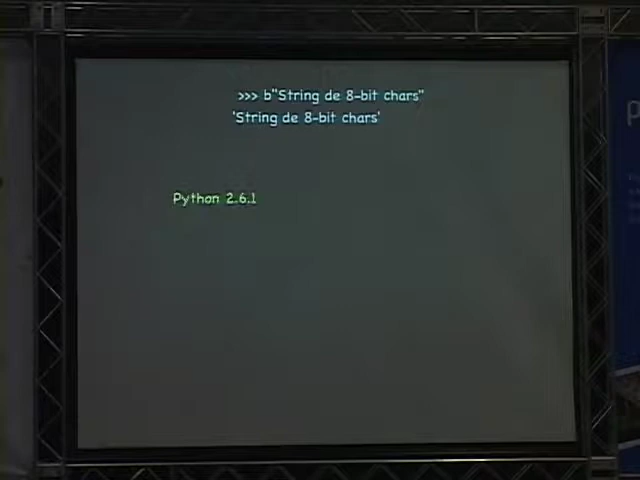 >>> b"String de 8-bit chars"
'String de 8-bit chars'
Python 2.6.1